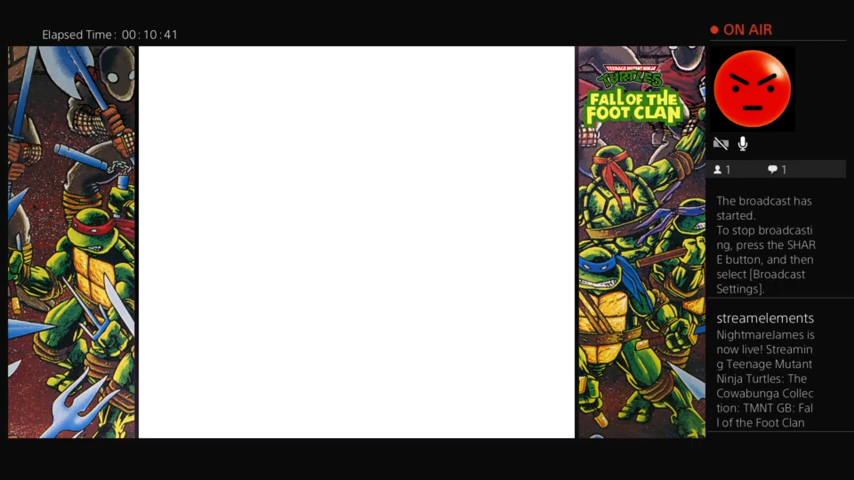 Elapsed Time: 00:10:41
ON AIR
TEENAGE MUTANT NINJA
TURTLES
FALL OF THE
FOOT CLAN
1
1
The broadcast has
started.
To stop broadcasti
ng, press the SHAR
E button, and then
select [Broadcast
Settings].
streamelements
NightmareJames is
now live! Streamin
g Teenage Mutant
Ninja Turtles: The
Cowabunga Collec
tion: TMNT GB: Fal
l of the Foot Clan